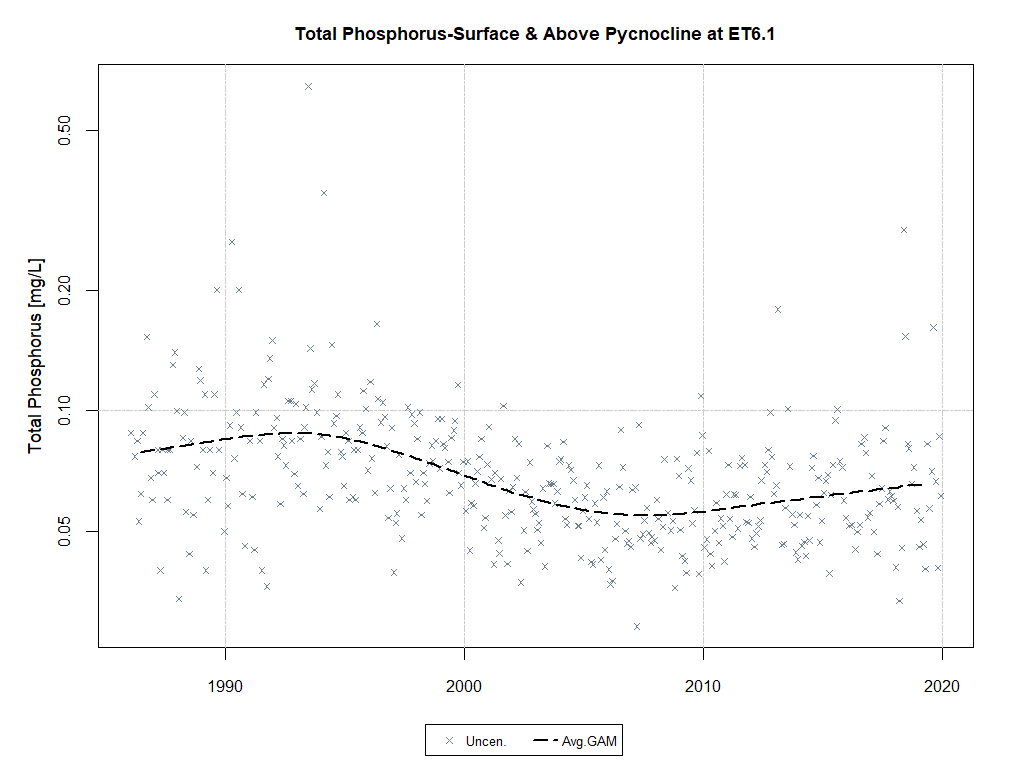 Total Phosphorus-Surface & Above Pycnocline at ET6.1
Total Phosphorus [mg/L]
0.50
0.20
0.10
0.05
1990 2000 2010 2020
Uncen. Avg.GAM